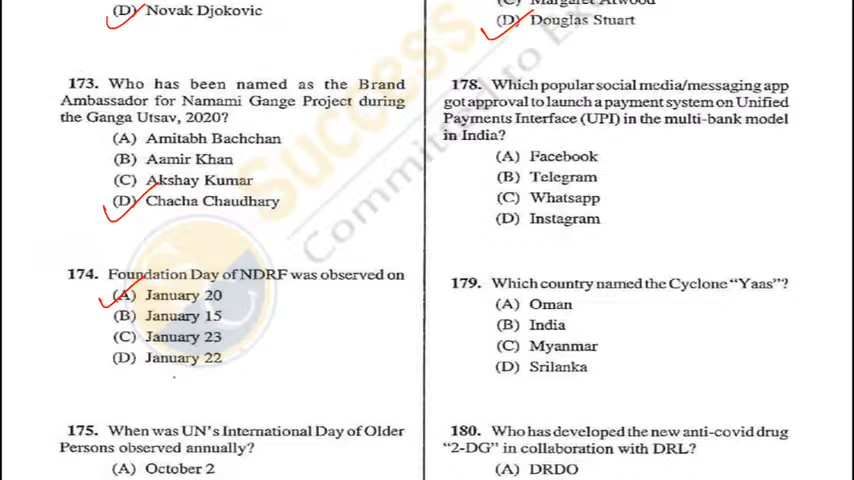 (D) Novak Djokovic
173. Who has been named as the Brand
Ambassador for Namami Gange Project during
the Ganga Utsav, 2020?
(A) Amitabh Bachchan
(B) Aamir Khan
(C) Akshay Kumar
(D) Chacha Chaudhary
174. Foundation Day of NDRF was observed on
(A) January 20
(B) January 15
(C) January 23
(D) January 22
175. When was UN's International Day of Older
Persons observed annually?
(A) October 2
(C) Margaret Atwood
(D) Douglas Stuart
178. Which popular social media/messaging app
got approval to launch a payment system on Unified
Payments Interface (UPI) in the multi-bank model
in India?
(A) Facebook
(B) Telegram
(C) Whatsapp
(D) Instagram
179. Which country named the Cyclone "Yaas"?
(A) Oman
(B) India
(C) Myanmar
(D) Srilanka
180. Who has developed the new anti-covid drug
"2-DG" in collaboration with DRL?
(A) DRDO
Success
Committed to